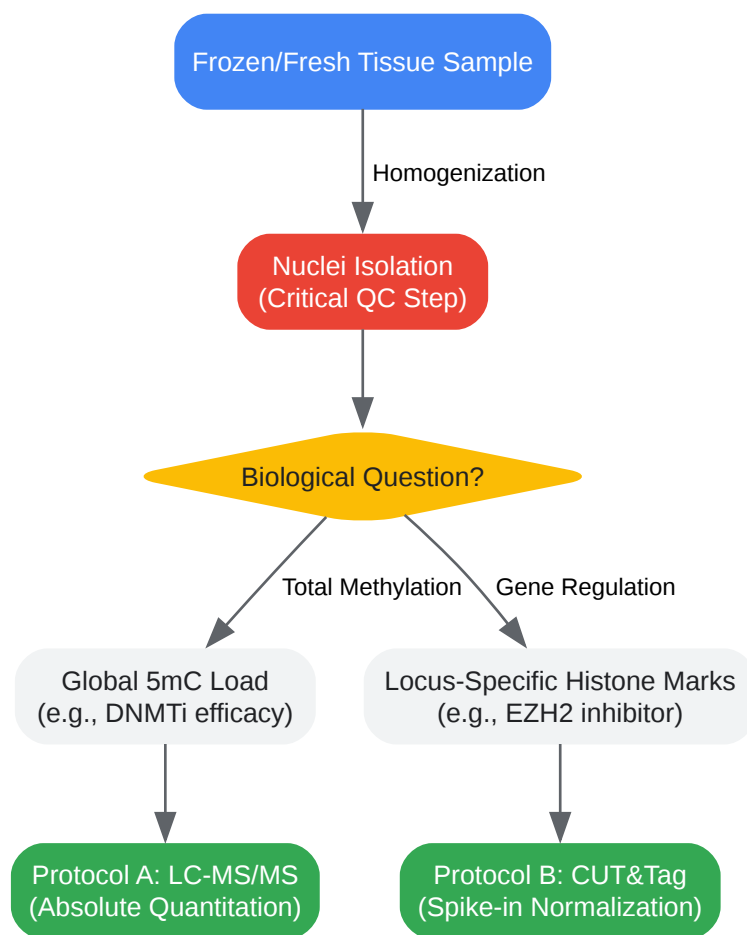 Frozen/Fresh Tissue Sample
Homogenization
Nuclei Isolation
(Critical QC Step)
Biological Question?
Total Methylation
Gene Regulation
Global 5mC Load
(e.g., DNMTi efficacy)
Locus-Specific Histone Marks
(e.g., EZH2 inhibitor)
Protocol A: LC-MS/MS
(Absolute Quantitation)
Protocol B: CUT&Tag
(Spike-in Normalization)